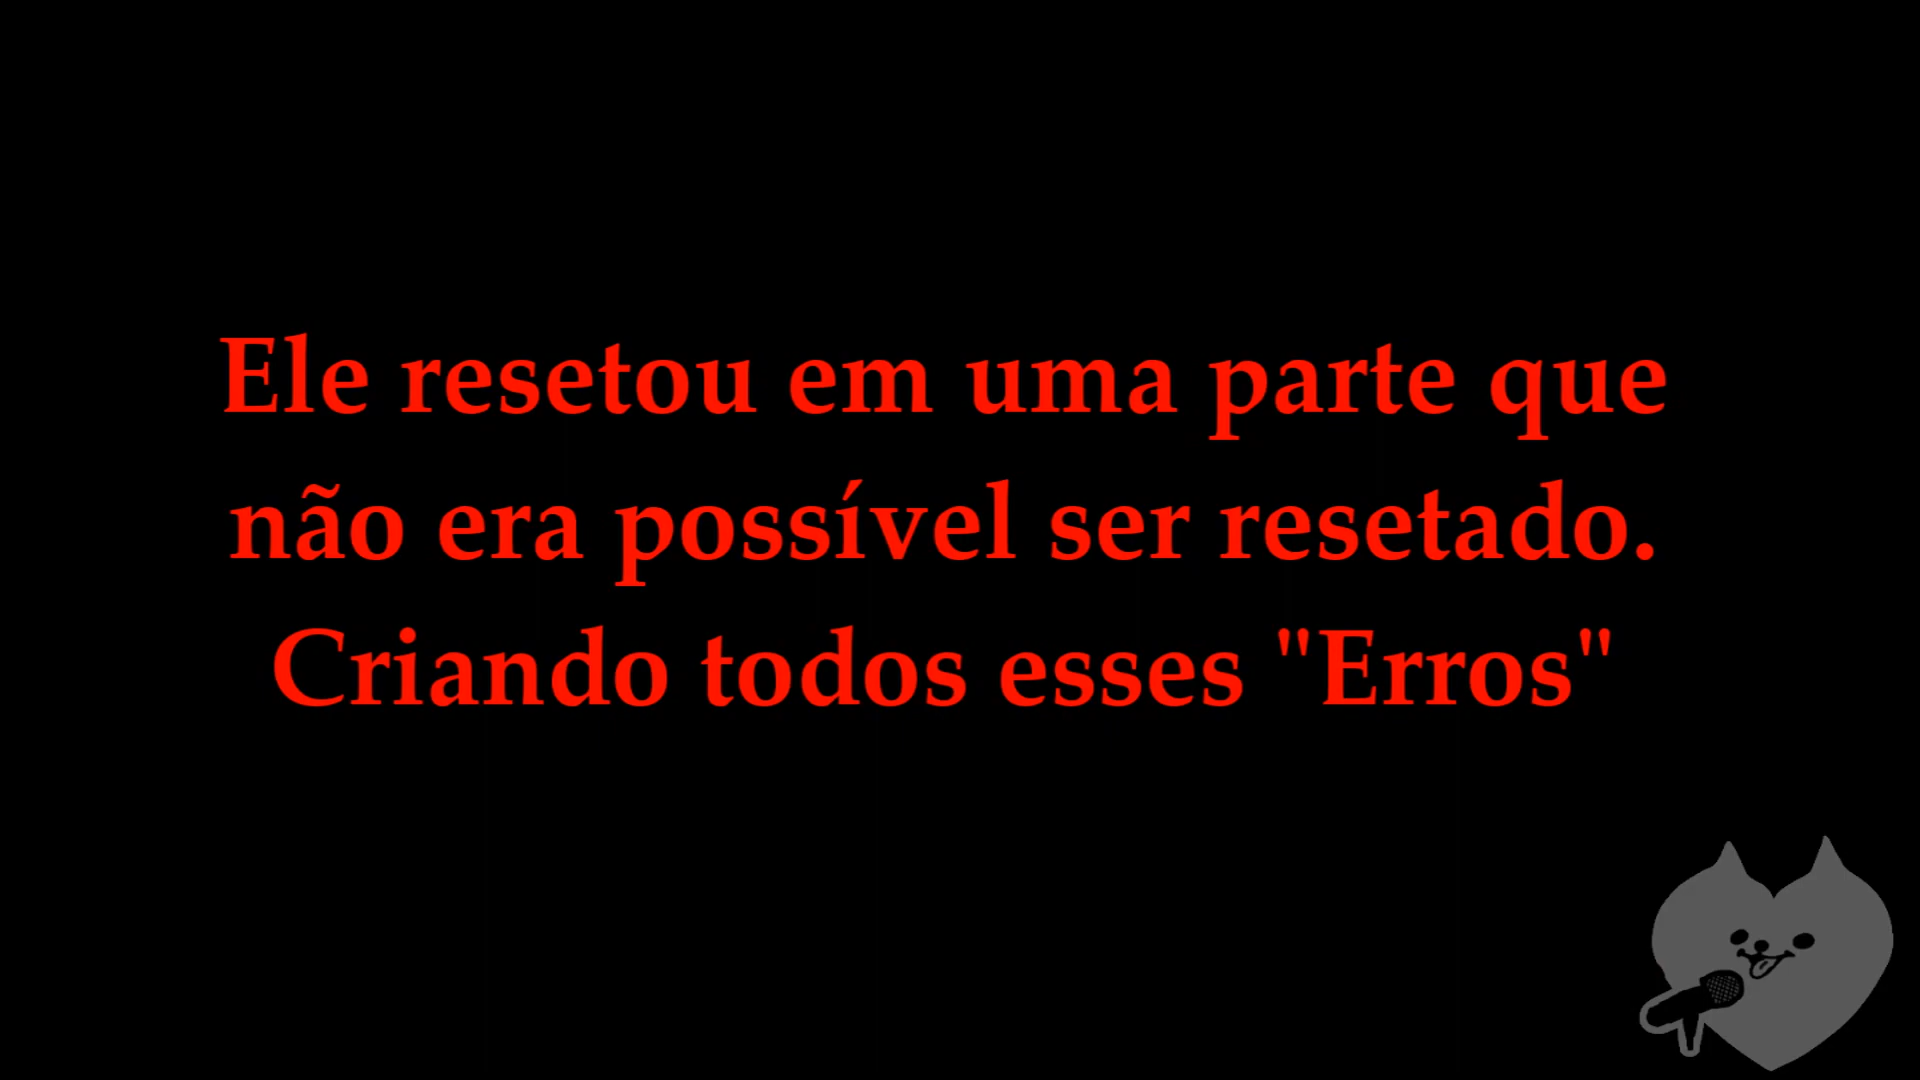 Ele resetou em uma parte que
não era possível ser resetado.
Criando todos esses "Erros"